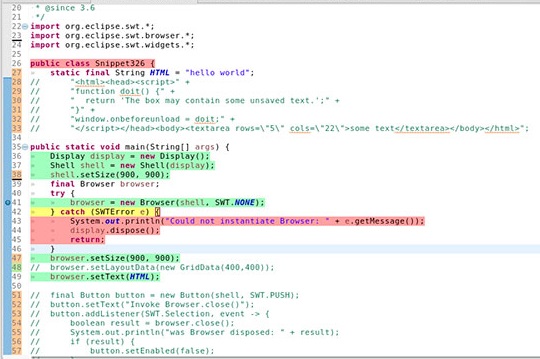 20 * @since 3.6
21 */
22 import org.eclipse.swt.*;
23 import org.eclipse.swt.browser.*;
24 import org.eclipse.swt.widgets.*;
25
26 public class Snippet326 {
27 static final String HTML = "hello world";
28 // "<html><head><script>" +
29 // "function doit() {" +
30 // " return 'The box may contain some unsaved text.';" +
31 // "}" +
32 // "window.onbeforeunload = doit;" +
33 // "</script></head><body><textarea rows=\"5\" cols=\"22\">some text</textarea></body></html>";
34
35 public static void main(String[] args) {
36 Display display = new Display();
37 Shell shell = new Shell(display);
38 shell.setSize(900, 900);
39 final Browser browser;
40 try {
41 browser = new Browser(shell, SWT.NONE);
42 } catch (SWTError e) {
43 System.out.println("Could not instantiate Browser: " + e.getMessage());
44 display.dispose();
45 return;
46 }
47 browser.setSize(900, 900);
48 // browser.setLayoutData(new GridData(400,400));
49 browser.setText(HTML);
50
51 // final Button button = new Button(shell, SWT.PUSH);
52 // button.setText("Invoke Browser.close()");
53 // button.addListener(SWT.Selection, event -> {
54 // boolean result = browser.close();
55 // System.out.println("was Browser disposed: " + result);
56 // if (result) {
57 // button.setEnabled(false);